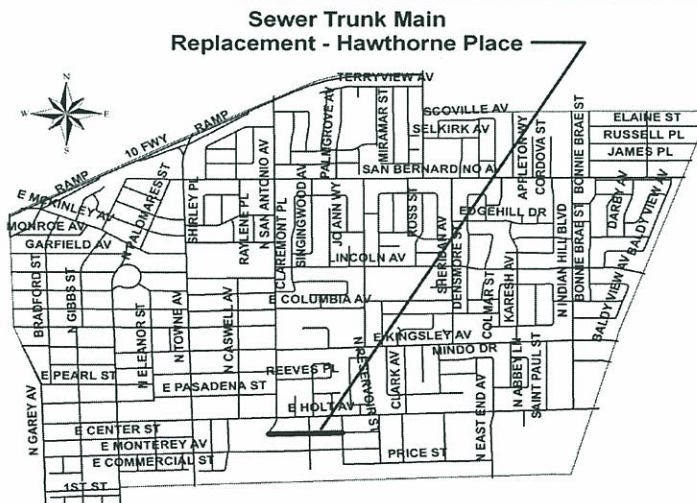 Sewer Trunk Main
Replacement - Hawthorne Place
N
W
E
S
TERRYVIEW AV
RAMP
10 FWY
RAMP
PALMGROVE AV
MIRAMAR ST
SCOVILLE AV
SELKIRK AV
SAN BERNARDINO AV
APPLETON WY
CORDOVA ST
BONNIE BRAE ST
ELAINE ST
RUSSELL PL
JAMES PL
E MCKINLEY AV
MONROE AV
GARFIELD AV
N PALOMARES ST
SHIRLEY PL
RAYLENE PL
N SAN ANTONIO AV
CLAREMONT PL
SINGINGWOOD AV
JO ANN WY
ROSS ST
EDGEHILL DR
DARBY AV
BALDY VIEW AV
LINCOLN AV
SHERIDAN AV
DENSMORE ST
N INDIAN HILL BLVD
BONNIE BRAE ST
BALDY VIEW AV
BRADFORD ST
N GIBBS ST
N ELEANOR ST
N TOWNE AV
N CASWELL AV
E COLUMBIA AV
COLMAR ST
KARESH AV
E KINGSLEY AV
MINDO DR
N RESERVOIR ST
CLARK AV
N ABBEY LN
SAINT PAUL ST
E PEARL ST
E PASADENA ST
REEVES PL
E HOLT AV
N GAREY AV
E CENTER ST
E MONTEREY AV
E COMMERCIAL ST
PRICE ST
N EAST END AV
1ST ST